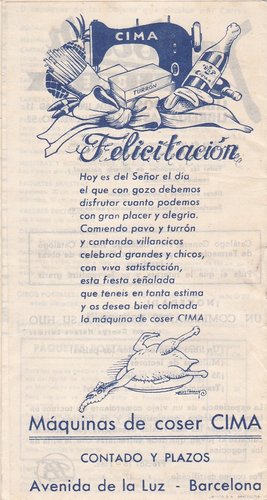 CIMA
TURRÓN
Felicitación
Hoy es del Señor el día
el que con gozo debemos
disfrutar cuanto podemos
con gran placer y alegria.
Comiendo pavo y turrón
y cantando villancicos
celebrad grandes y chicos,
con viva satisfacción,
esta fiesta señalada
que teneis en tanta estima
y os desea bien colmada
la máquina de coser CIMA
Máquinas de coser CIMA
CONTADO Y PLAZOS
Avenida de la Luz - Barcelona